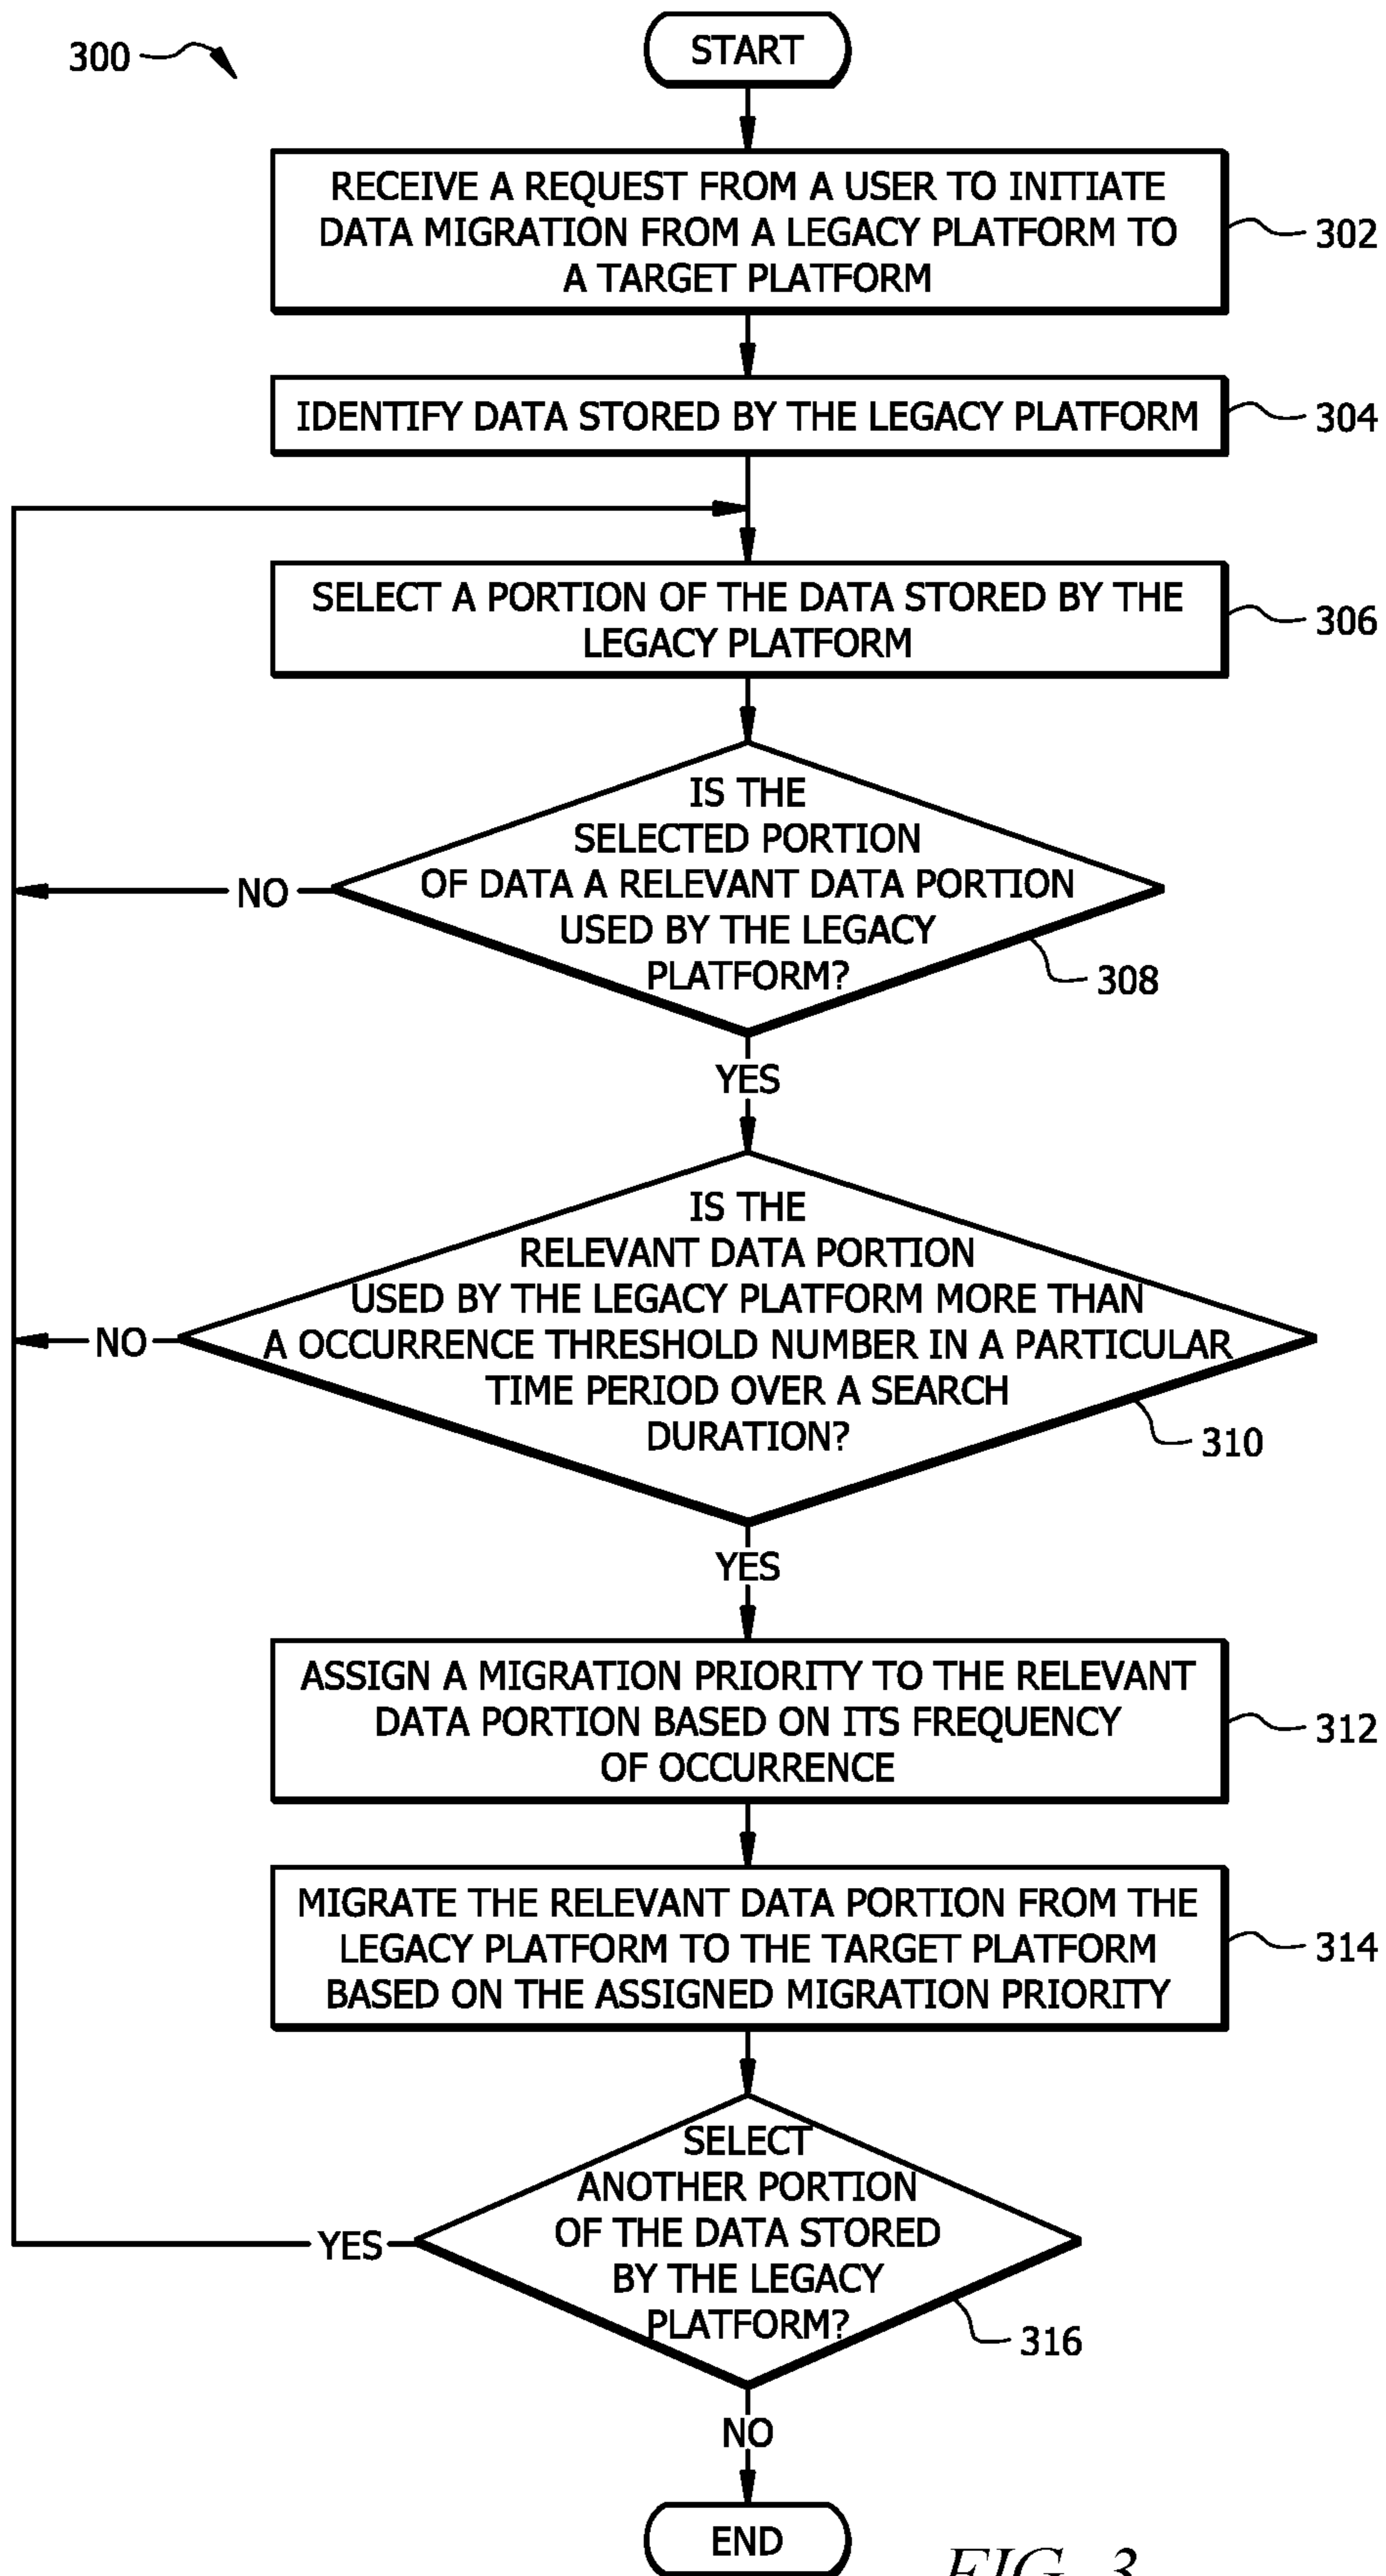 300
START
RECEIVE A REQUEST FROM A USER TO INITIATE
DATA MIGRATION FROM A LEGACY PLATFORM TO
A TARGET PLATFORM
302
IDENTIFY DATA STORED BY THE LEGACY PLATFORM
304
SELECT A PORTION OF THE DATA STORED BY THE
LEGACY PLATFORM
306
IS THE
SELECTED PORTION
OF DATA A RELEVANT DATA PORTION
USED BY THE LEGACY
PLATFORM?
NO
308
YES
IS THE
RELEVANT DATA PORTION
USED BY THE LEGACY PLATFORM MORE THAN
A OCCURRENCE THRESHOLD NUMBER IN A PARTICULAR
TIME PERIOD OVER A SEARCH
DURATION?
NO
310
YES
ASSIGN A MIGRATION PRIORITY TO THE RELEVANT
DATA PORTION BASED ON ITS FREQUENCY
OF OCCURRENCE
312
MIGRATE THE RELEVANT DATA PORTION FROM THE
LEGACY PLATFORM TO THE TARGET PLATFORM
BASED ON THE ASSIGNED MIGRATION PRIORITY
314
SELECT
ANOTHER PORTION
OF THE DATA STORED
BY THE LEGACY
PLATFORM?
YES
316
NO
END
FIG. 3